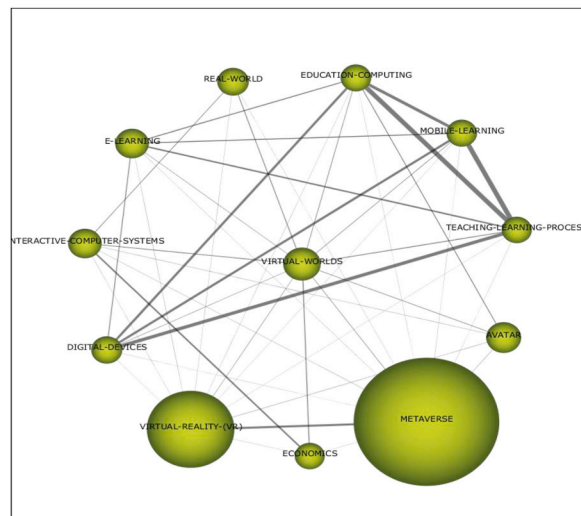 EDUCATION-COMPUTING
REAL-WORLD
MOBILE-LEARNING
E-LEARNING
TEACHING-LEARNING-PROCES
INTERACTIVE-COMPUTER-SYSTEMS
VIRTUAL-WORLDS
AVATAR
DIGITAL-DEVICES
METAVERSE
VIRTUAL-REALITY-(VR)
ECONOMICS